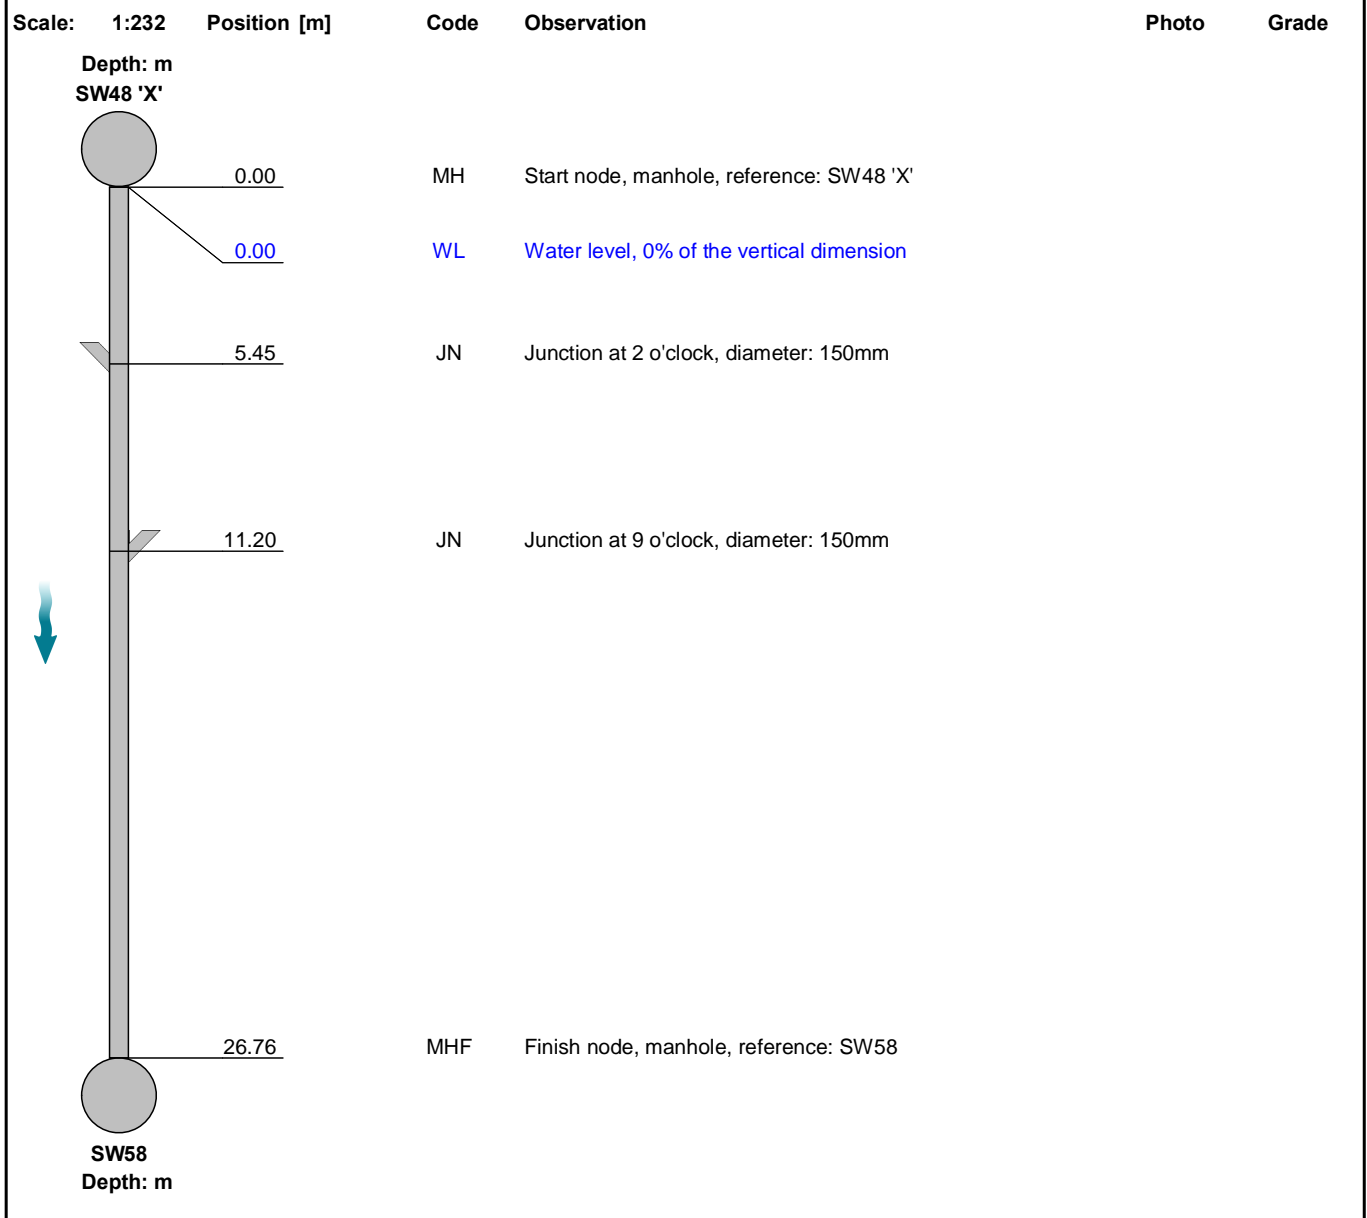 Scale: 1:232 Position [m] Code Observation Photo Grade
Depth: m
SW48 'X'
0.00 MH Start node, manhole, reference: SW48 'X'
0.00 WL Water level, 0% of the vertical dimension
5.45 JN Junction at 2 o'clock, diameter: 150mm
11.20 JN Junction at 9 o'clock, diameter: 150mm
26.76 MHF Finish node, manhole, reference: SW58
SW58
Depth: m